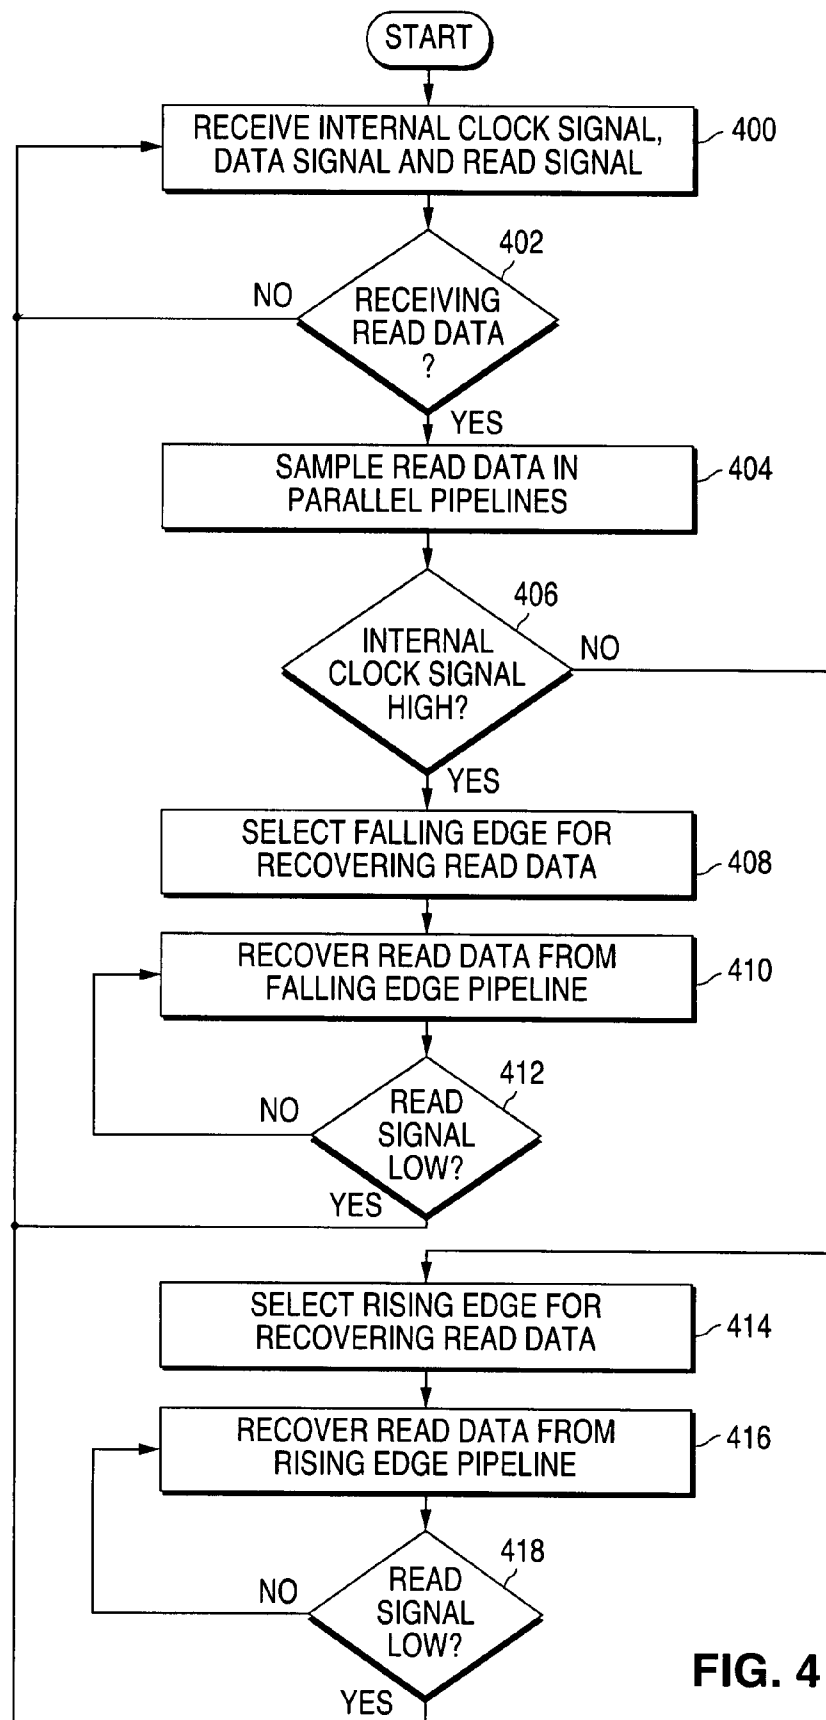 START
RECEIVE INTERNAL CLOCK SIGNAL,
DATA SIGNAL AND READ SIGNAL
400
402
NO
RECEIVING
READ DATA
?
YES
SAMPLE READ DATA IN
PARALLEL PIPELINES
404
406
INTERNAL
CLOCK SIGNAL
HIGH?
NO
YES
SELECT FALLING EDGE FOR
RECOVERING READ DATA
408
RECOVER READ DATA FROM
FALLING EDGE PIPELINE
410
412
NO
READ
SIGNAL
LOW?
YES
SELECT RISING EDGE FOR
RECOVERING READ DATA
414
RECOVER READ DATA FROM
RISING EDGE PIPELINE
416
418
NO
READ
SIGNAL
LOW?
YES
FIG. 4